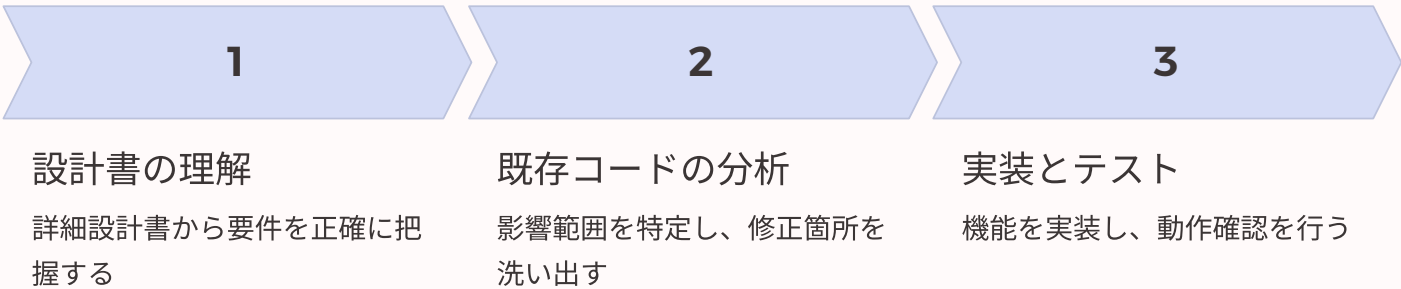 1
設計書の理解
詳細設計書から要件を正確に把
握する
2
既存コードの分析
影響範囲を特定し、修正箇所を
洗い出す
3
実装とテスト
機能を実装し、動作確認を行う